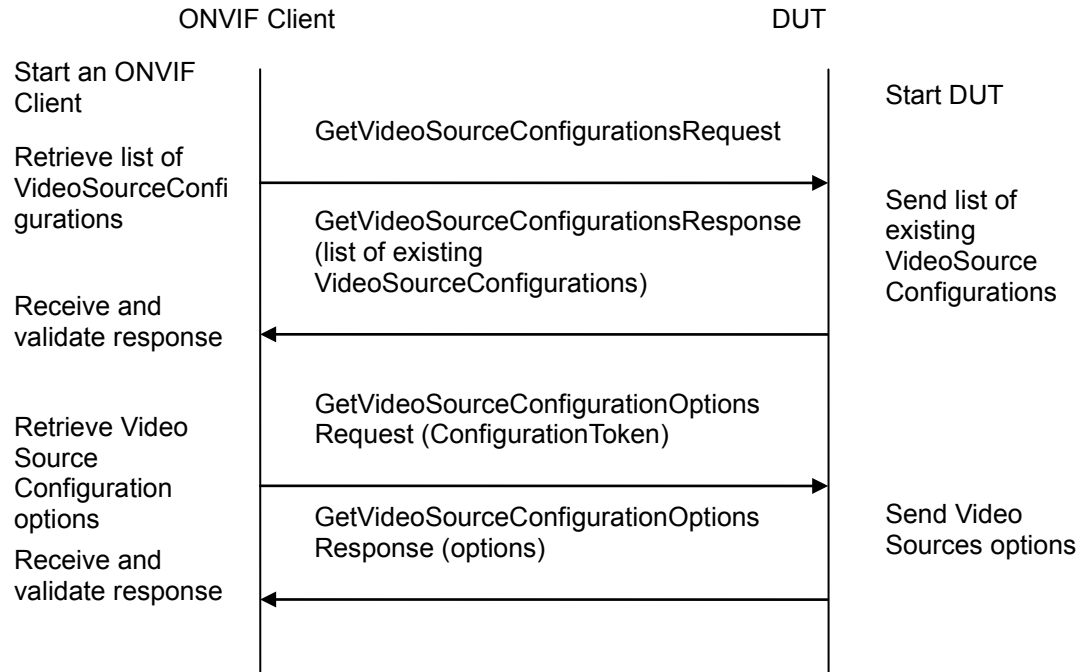 ONVIF Client
DUT
Start an ONVIF
Client
Start DUT
GetVideoSourceConfigurationsRequest
Retrieve list of
VideoSourceConfi
gurations
Send list of
existing
VideoSource
Configurations
GetVideoSourceConfigurationsResponse
(list of existing
VideoSourceConfigurations)
Receive and
validate response
GetVideoSourceConfigurationOptions
Request (ConfigurationToken)
Retrieve Video
Source
Configuration
options
GetVideoSourceConfigurationOptions
Response (options)
Send Video
Sources options
Receive and
validate response